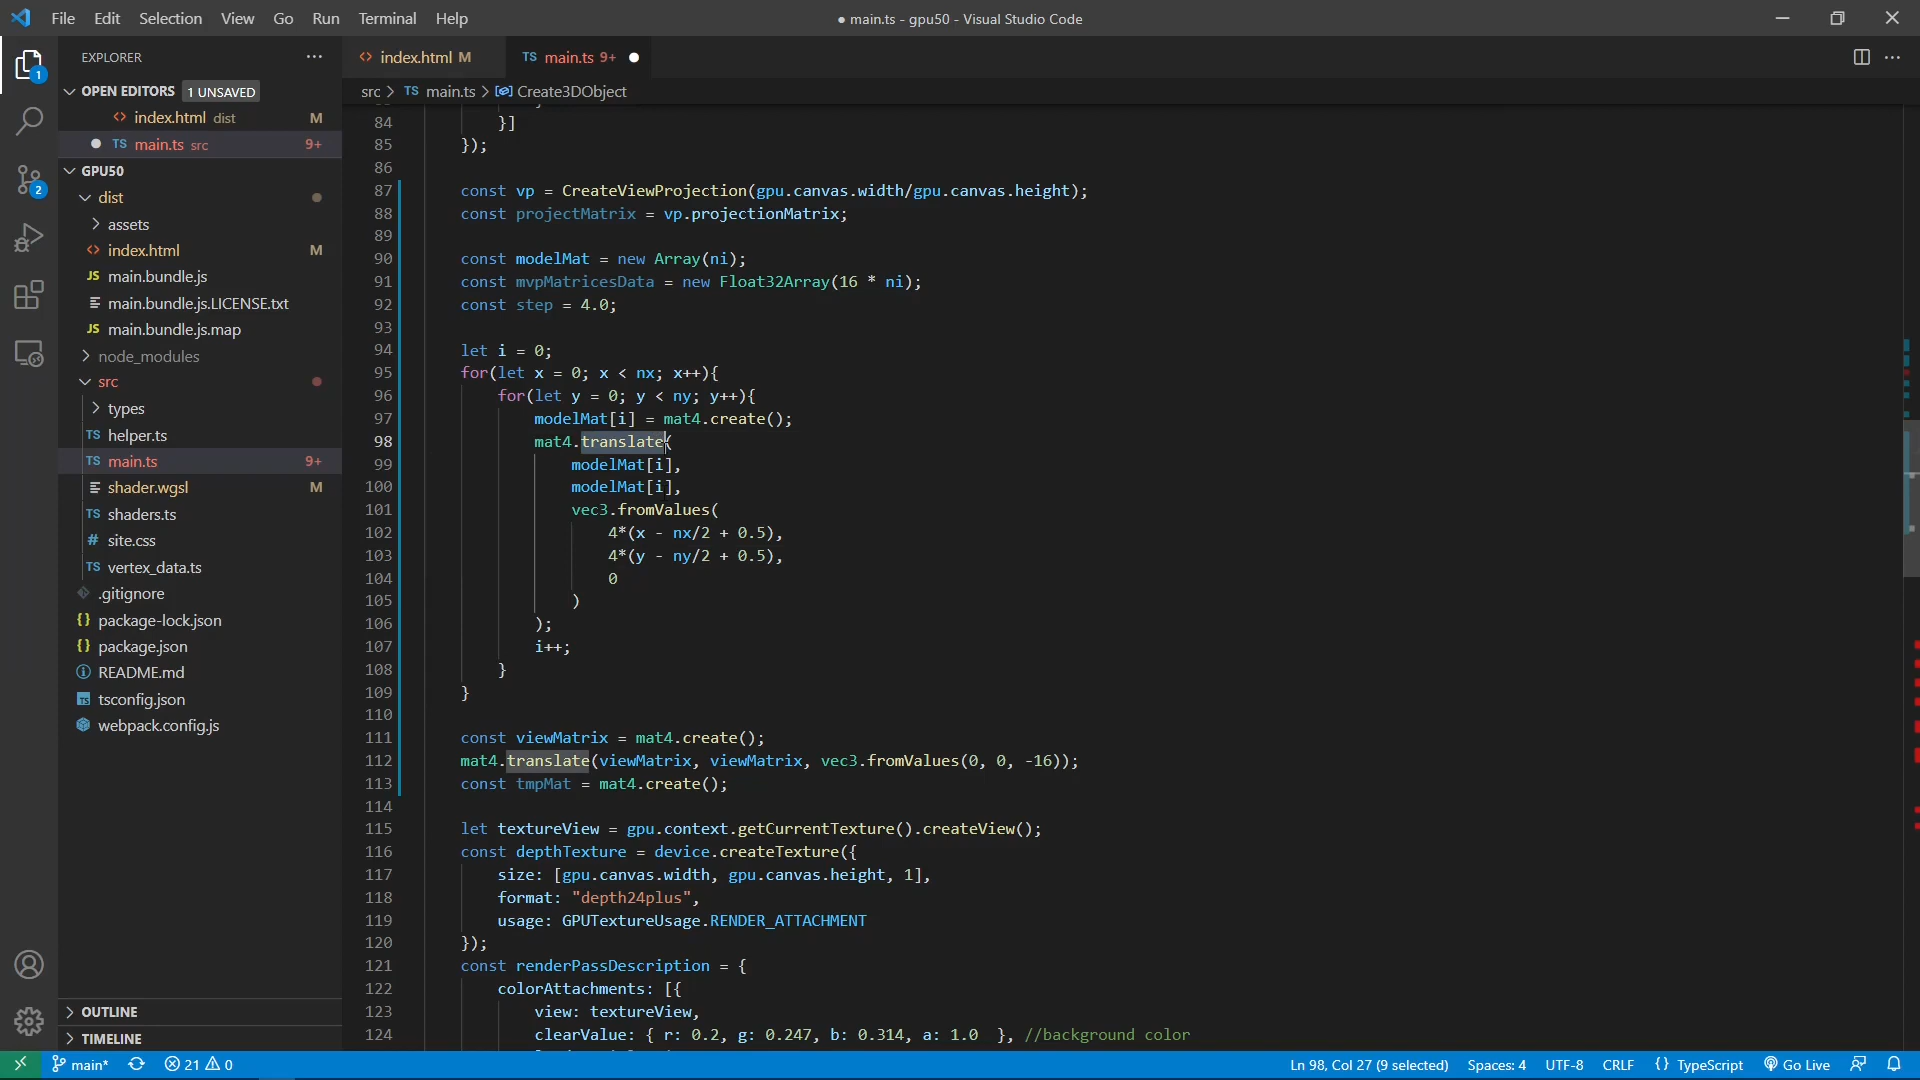 File Edit Selection View Go Run Terminal Help
● main.ts - gpu50 - Visual Studio Code
EXPLORER
OPEN EDITORS 1 UNSAVED
index.html dist M
TS main.ts src 9+
GPU50
dist
assets
index.html M
JS main.bundle.js
main.bundle.js.LICENSE.txt
JS main.bundle.js.map
node_modules
src
types
TS helper.ts
TS main.ts 9+
shader.wgsl M
TS shaders.ts
# site.css
TS vertex_data.ts
.gitignore
{} package-lock.json
{} package.json
README.md
tsconfig.json
webpack.config.js
OUTLINE
TIMELINE
1
2
<> index.html M
TS main.ts 9+ ●
src > TS main.ts > Create3DObject
84 }]
85 });
86
87 const vp = CreateViewProjection(gpu.canvas.width/gpu.canvas.height);
88 const projectMatrix = vp.projectionMatrix;
89
90 const modelMat = new Array(ni);
91 const mvpMatricesData = new Float32Array(16 * ni);
92 const step = 4.0;
93
94 let i = 0;
95 for(let x = 0; x < nx; x++){
96 for(let y = 0; y < ny; y++){
97 modelMat[i] = mat4.create();
98 mat4.translate(
99 modelMat[i],
100 modelMat[i],
101 vec3.fromValues(
102 4*(x - nx/2 + 0.5),
103 4*(y - ny/2 + 0.5),
104 0
105 )
106 );
107 i++;
108 }
109 }
110
111 const viewMatrix = mat4.create();
112 mat4.translate(viewMatrix, viewMatrix, vec3.fromValues(0, 0, -16));
113 const tmpMat = mat4.create();
114
115 let textureView = gpu.context.getCurrentTexture().createView();
116 const depthTexture = device.createTexture({
117 size: [gpu.canvas.width, gpu.canvas.height, 1],
118 format: "depth24plus",
119 usage: GPUTextureUsage.RENDER_ATTACHMENT
120 });
121 const renderPassDescription = {
122 colorAttachments: [{
123 view: textureView,
124 clearValue: { r: 0.2, g: 0.247, b: 0.314, a: 1.0 }, //background color
main* 21 0 Ln 98, Col 27 (9 selected) Spaces: 4 UTF-8 CRLF {} TypeScript Go Live